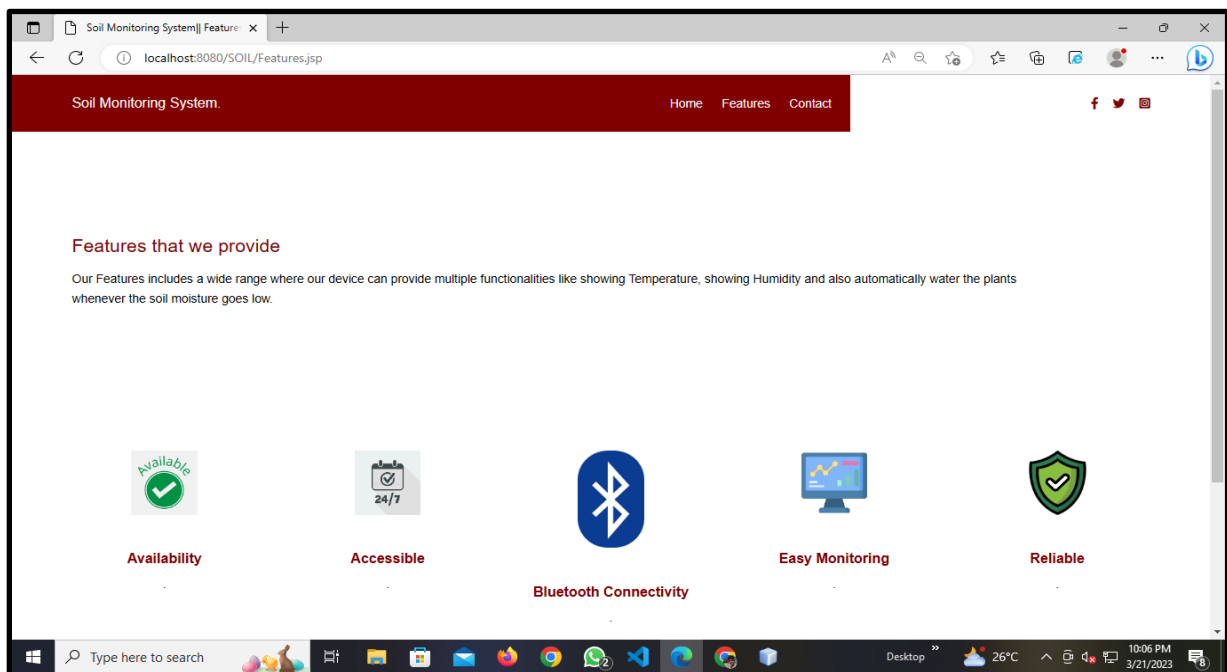 Soil Monitoring System|| Feature
localhost:8080/SOIL/Features.jsp
Soil Monitoring System.
Home Features Contact
Features that we provide
Our Features includes a wide range where our device can provide multiple functionalities like showing Temperature, showing Humidity and also automatically water the plants
whenever the soil moisture goes low.
Available
24/7
Availability
Accessible
Bluetooth Connectivity
Easy Monitoring
Reliable
Type here to search
2
Desktop
26°C
10:06 PM
3/21/2023
8